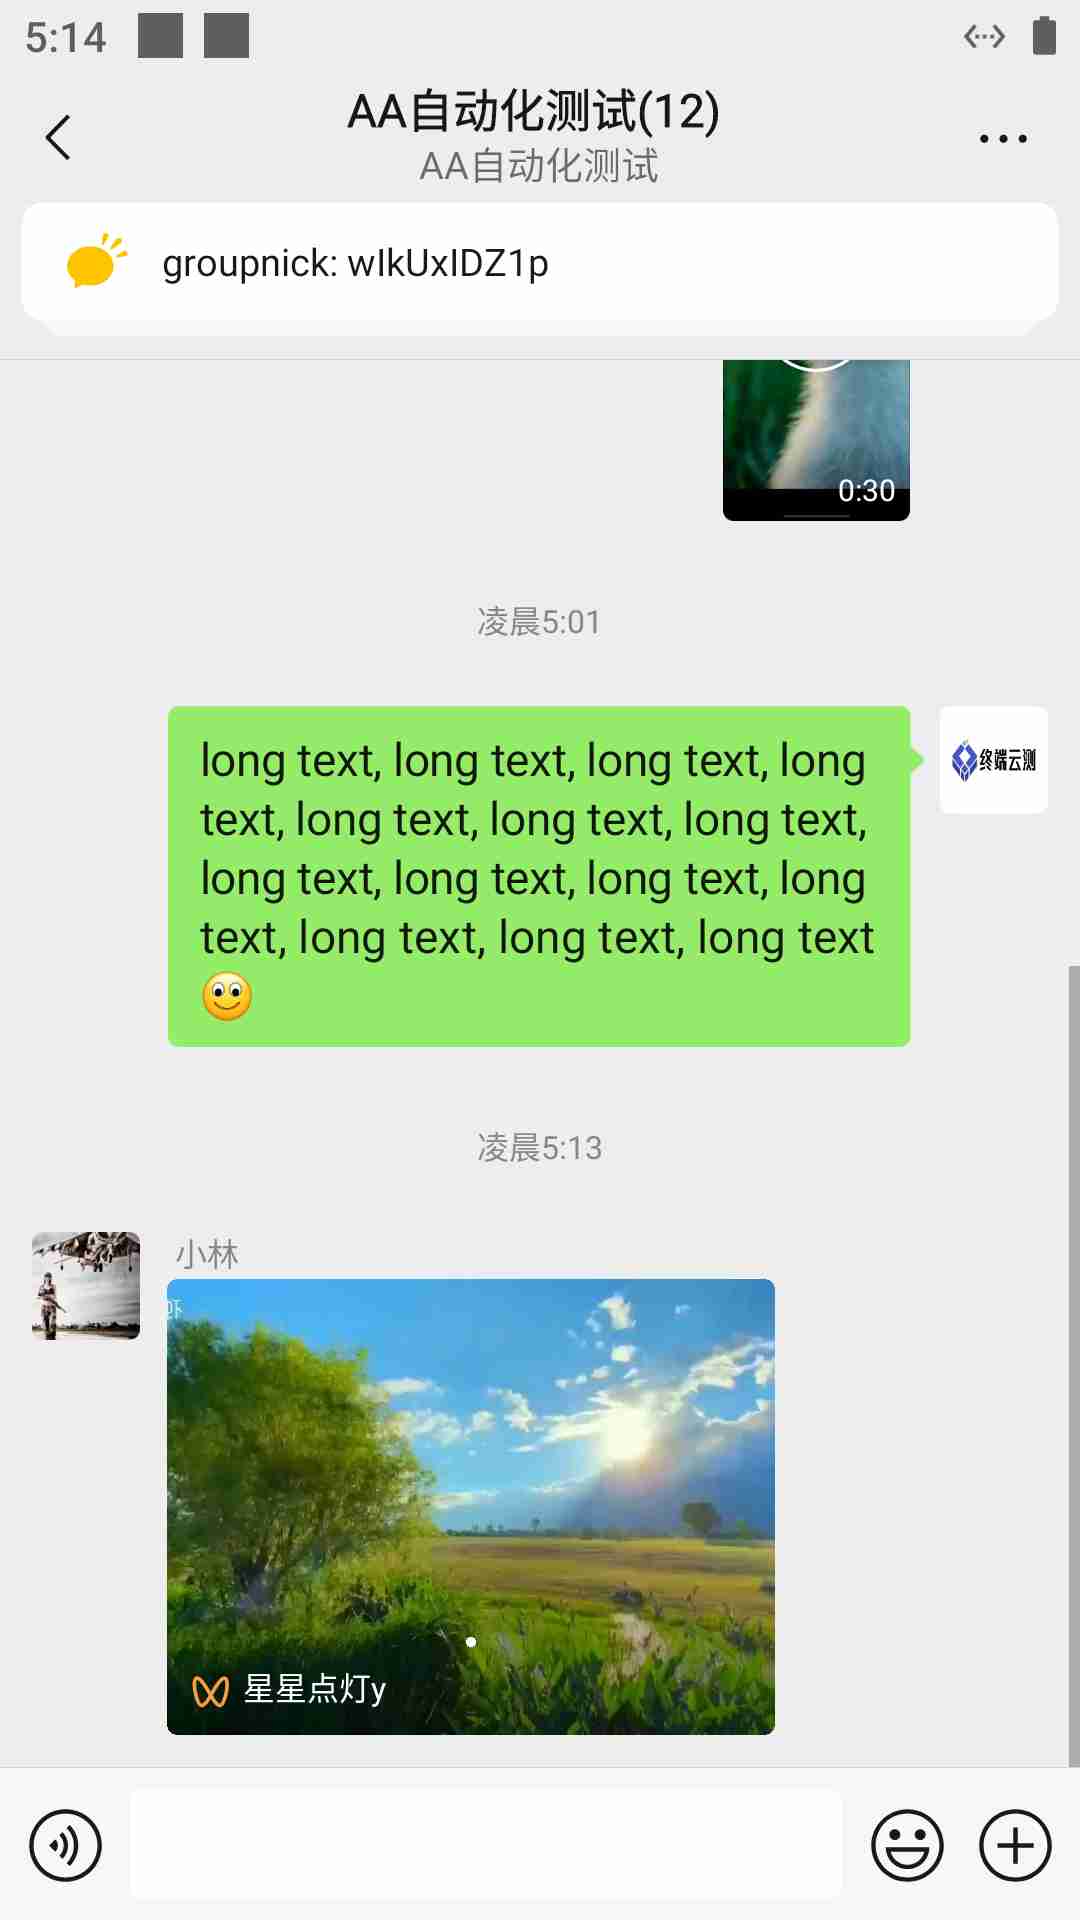 5:14
AA自动化测试(12)
AA自动化测试
groupnick: wIkUxIDZ1p
0:30
凌晨5:01
long text, long text, long text, long
text, long text, long text, long text,
long text, long text, long text, long
text, long text, long text, long text
终端云测
凌晨5:13
小林
星星点灯y